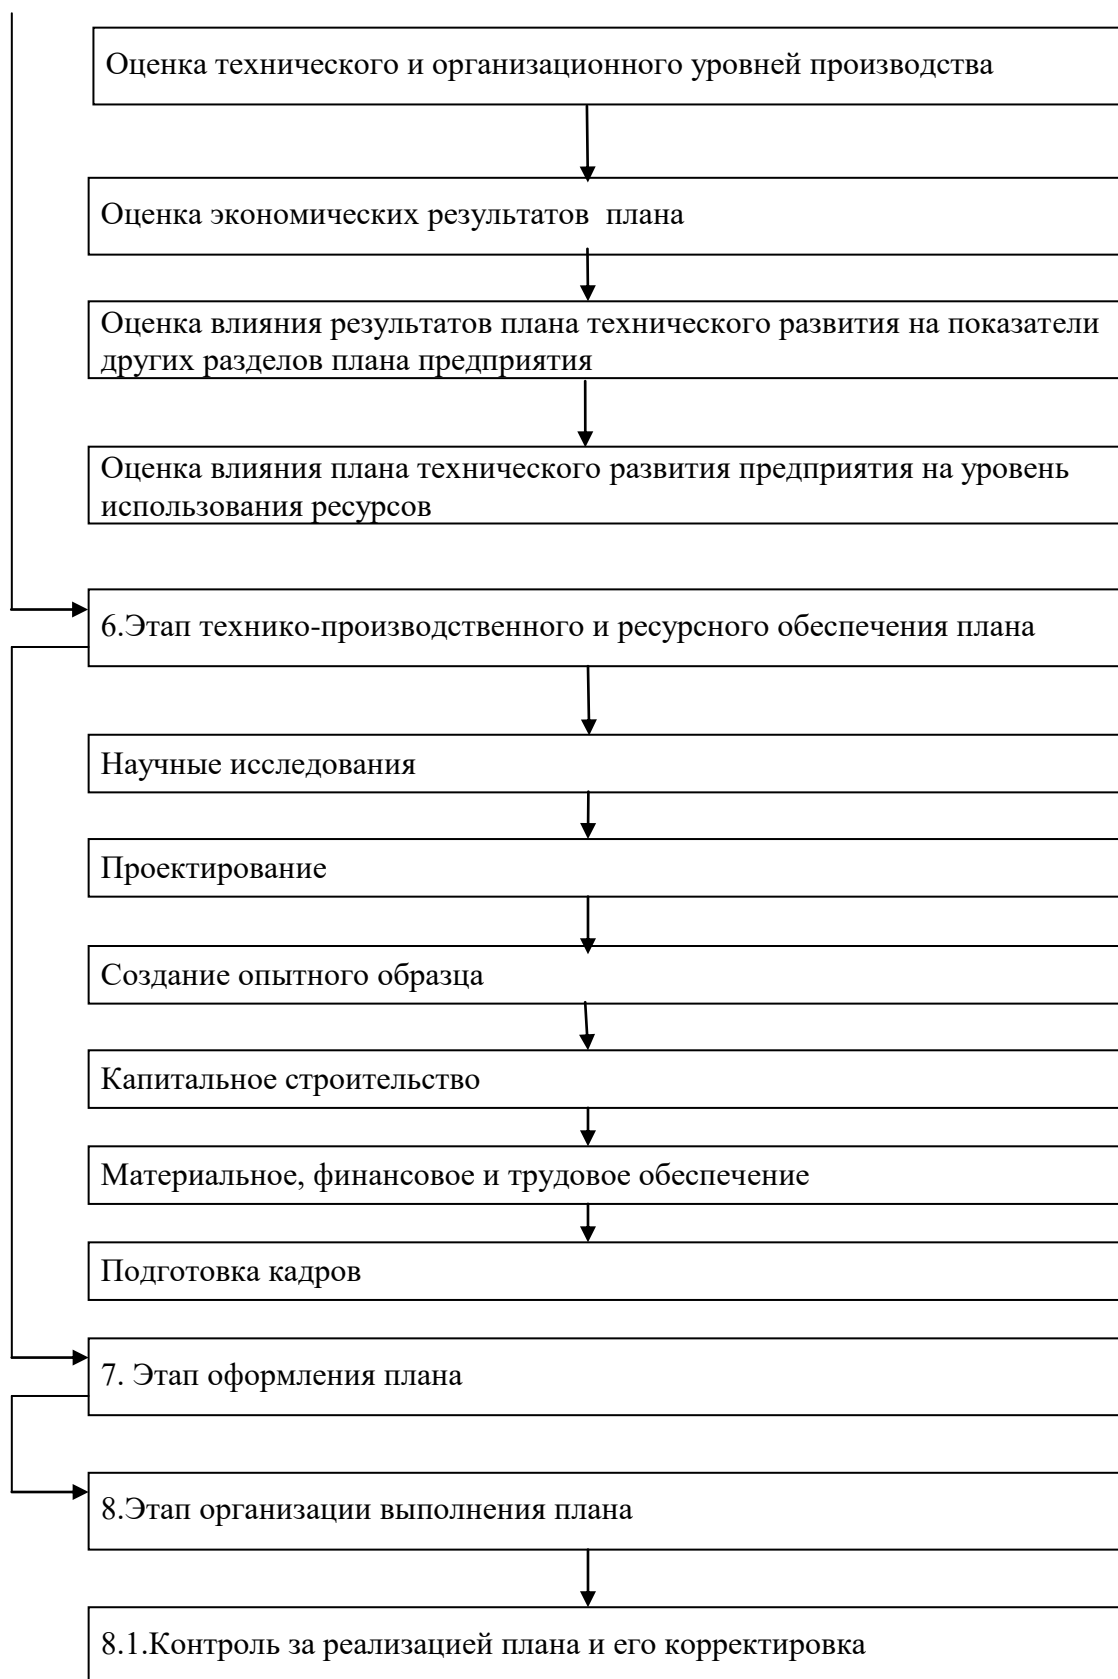 Оценка технического и организационного уровней производства
Оценка экономических результатов  плана
Оценка влияния результатов плана технического развития на показатели
других разделов плана предприятия
Оценка влияния плана технического развития предприятия на уровень
использования ресурсов
6.Этап технико-производственного и ресурсного обеспечения плана
Научные исследования
Проектирование
Создание опытного образца
Капитальное строительство
Материальное, финансовое и трудовое обеспечение
Подготовка кадров
7. Этап оформления плана
8.Этап организации выполнения плана
8.1.Контроль за реализацией плана и его корректировка